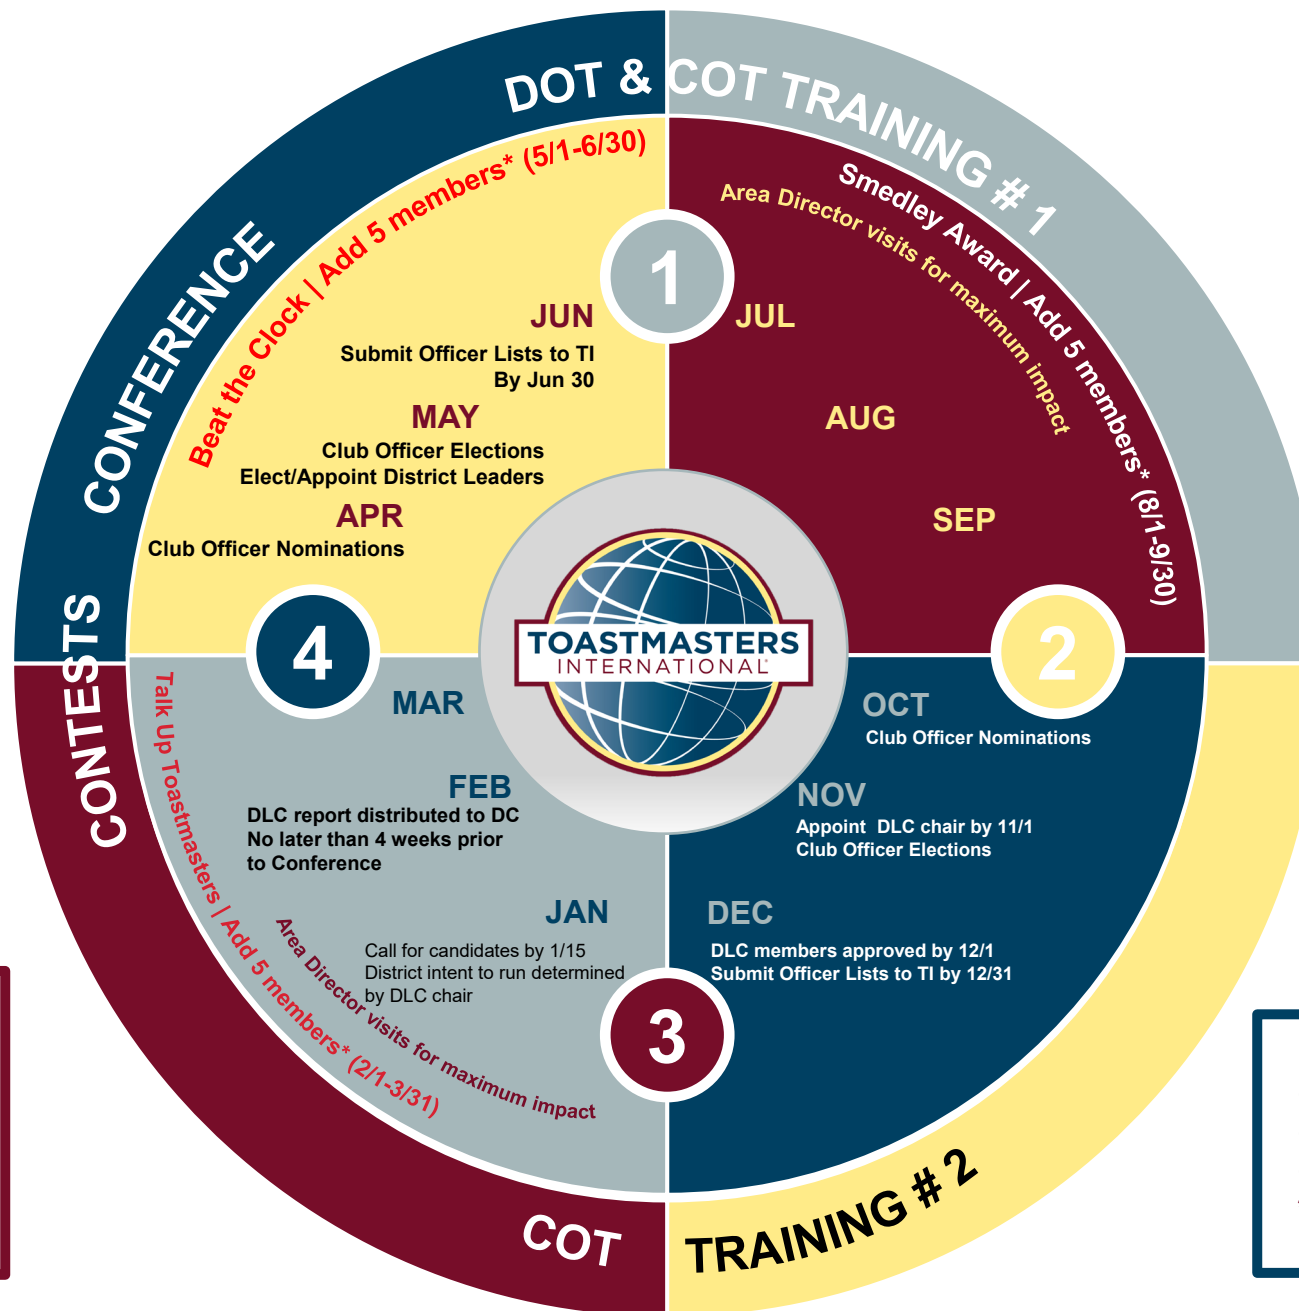 DOT & COT TRAINING # 1
Smedley Award | Add 5 members* (8/1-9/30)
Area Director visits for maximum impact
1
JUL
AUG
SEP
2
OCT
Club Officer Nominations
NOV
Appoint DLC chair by 11/1
Club Officer Elections
DEC
DLC members approved by 12/1
Submit Officer Lists to TI by 12/31
COT TRAINING # 2
3
JAN
Call for candidates by 1/15
District intent to run determined
by DLC chair
FEB
DLC report distributed to DC
No later than 4 weeks prior
to Conference
MAR
Talk Up Toastmasters | Add 5 members* (2/1-3/31)
Area Director visits for maximum impact
CONTESTS
4
APR
Club Officer Nominations
MAY
Club Officer Elections
Elect/Appoint District Leaders
JUN
Submit Officer Lists to TI
By Jun 30
Beat the Clock | Add 5 members* (5/1-6/30)
CONFERENCE
TOASTMASTERS
INTERNATIONAL